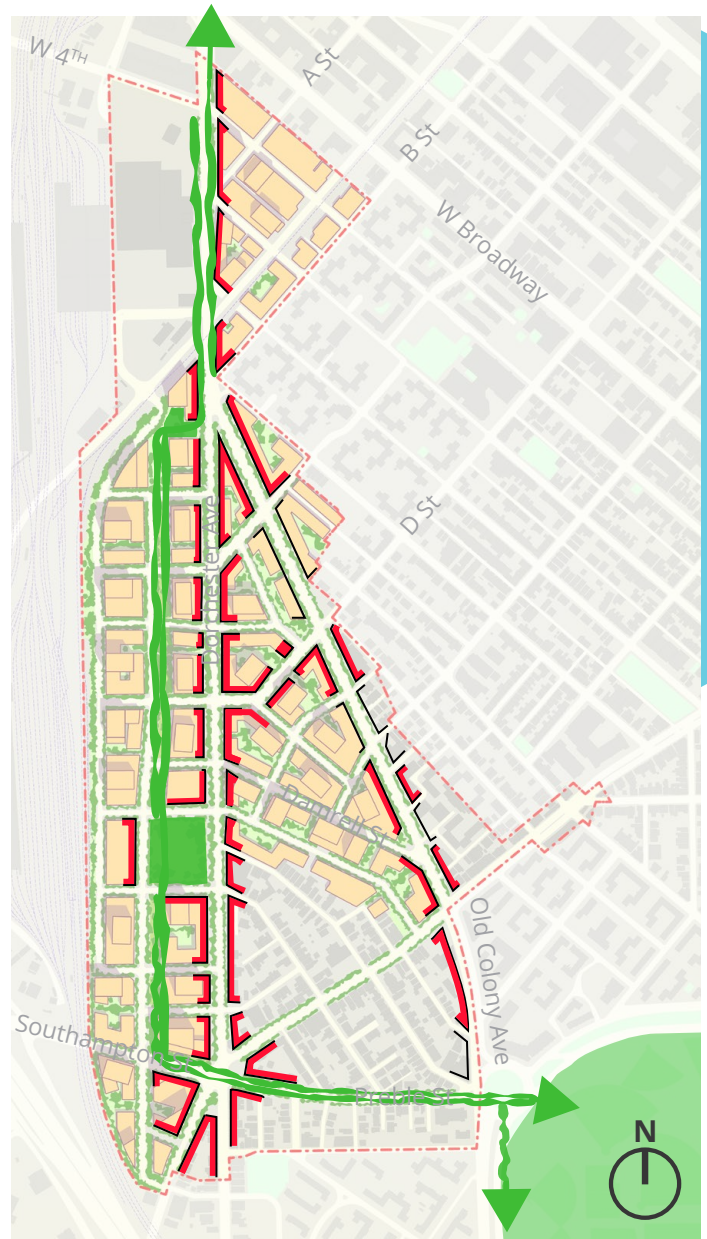 W 4TH
A St
B St
W Broadway
D St
Dorchester Ave
Damrell St
Old Colony Ave
Southampton St
Preble St
N